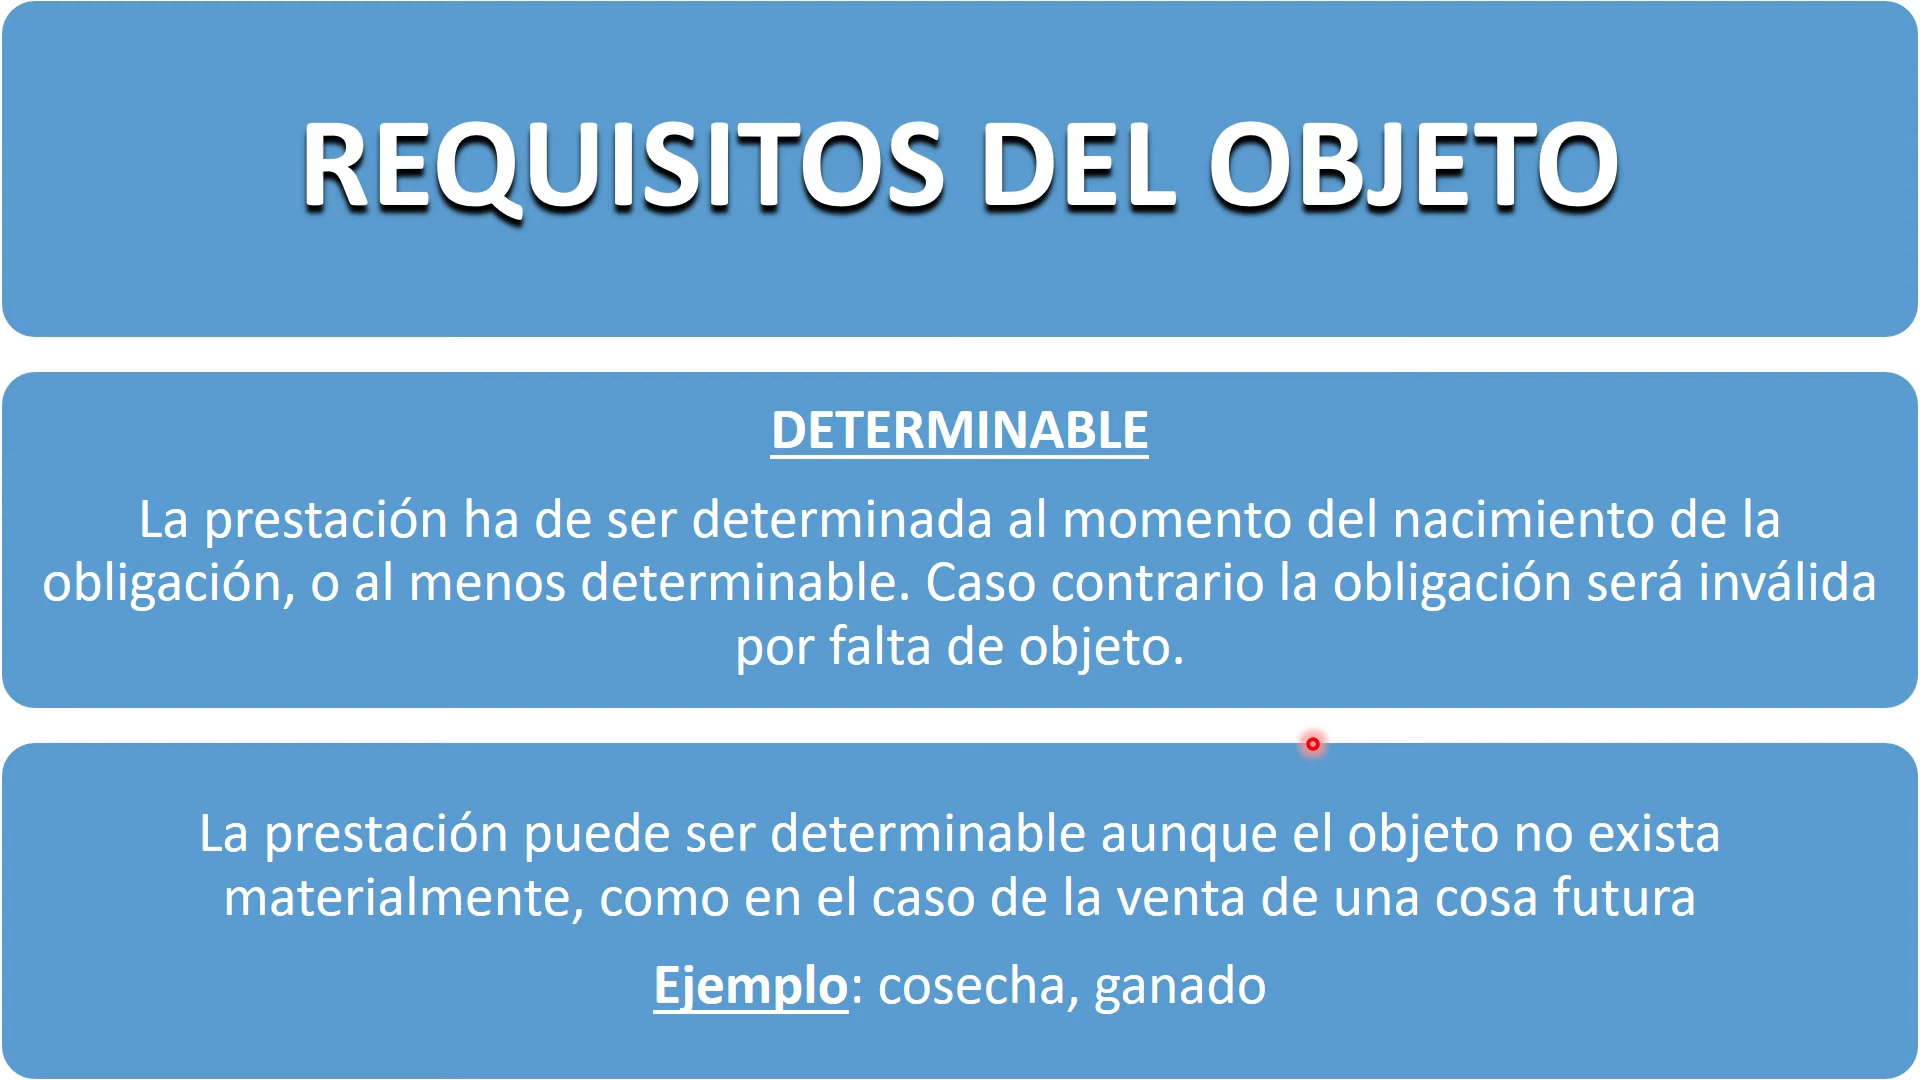 REQUISITOS DEL OBJETO
DETERMINABLE
La prestación ha de ser determinada al momento del nacimiento de la
obligación, o al menos determinable. Caso contrario la obligación será inválida
por falta de objeto.
La prestación puede ser determinable aunque el objeto no exista
materialmente, como en el caso de la venta de una cosa futura
Ejemplo: cosecha, ganado